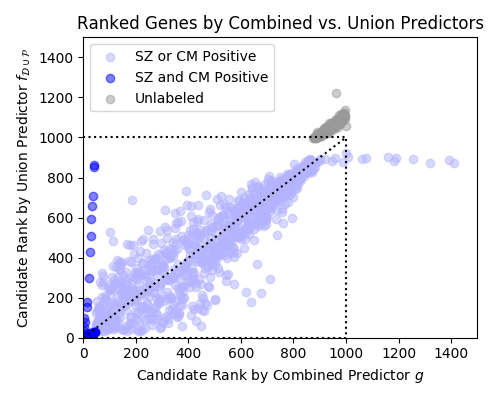 Ranked Genes by Combined vs. Union Predictors
SZ or CM Positive
SZ and CM Positive
Unlabeled
Candidate Rank by Union Predictor f_{𝒟∪𝒫}
1400
1200
1000
800
600
400
200
0
0 200 400 600 800 1000 1200 1400
Candidate Rank by Combined Predictor g